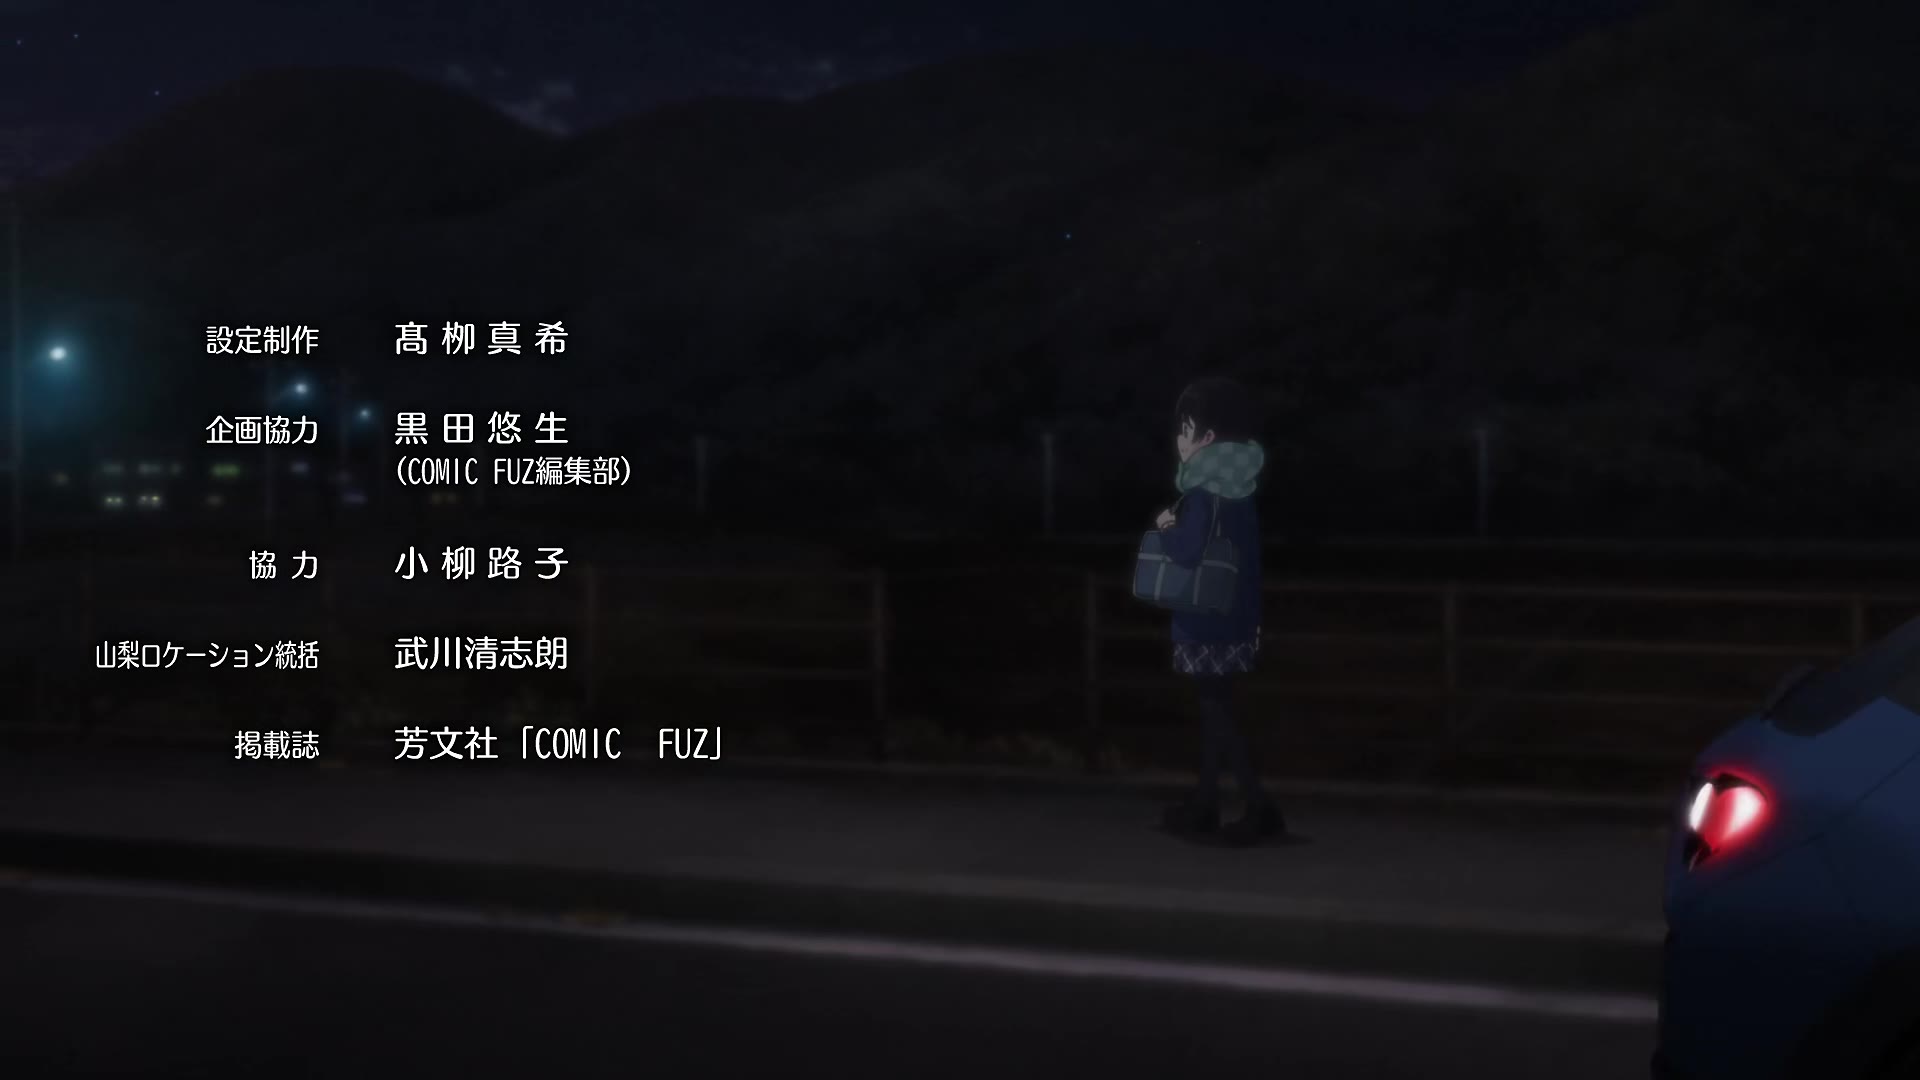 設定制作 髙栁真希
企画協力 黒田悠生
(COMIC FUZ編集部)
協力 小柳路子
山梨ロケーション統括 武川清志朗
掲載誌 芳文社「COMIC FUZ」